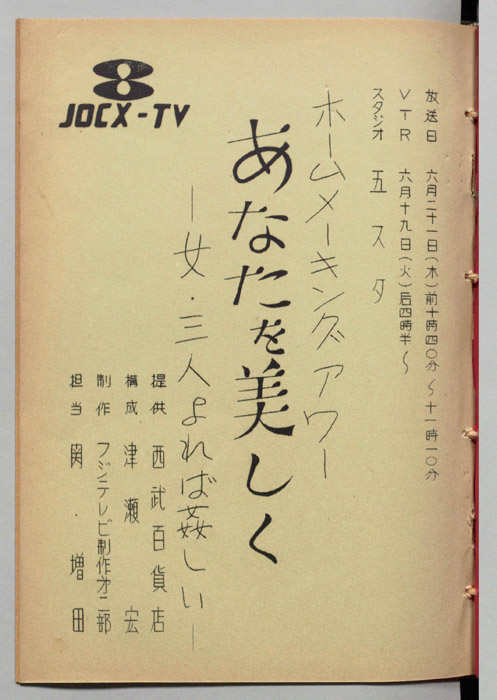 放送日 六月二十一日(木)前十時四〇分〜十一時一〇分
VTR 六月十九日(火)后四時半〜
スタジオ 五スタ
ホームメーキングアワー
あなたを美しく
—女・三人よれば姦しい—
提供 西武百貨店
構成 津瀬宏
制作 フジテレビ制作才二部
担当 関 増田
8
JOCX-TV